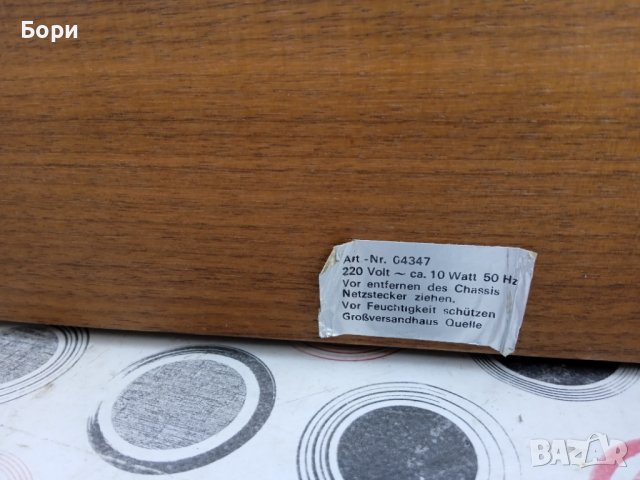 Бори
Art -Nr. 04347
220 Volt ~ ca. 10 Watt 50 Hz
Vor entfernen des Chassis
Netzstecker ziehen.
Vor Feuchtigkeit schützen
Großversandhaus Quelle
BAZAR